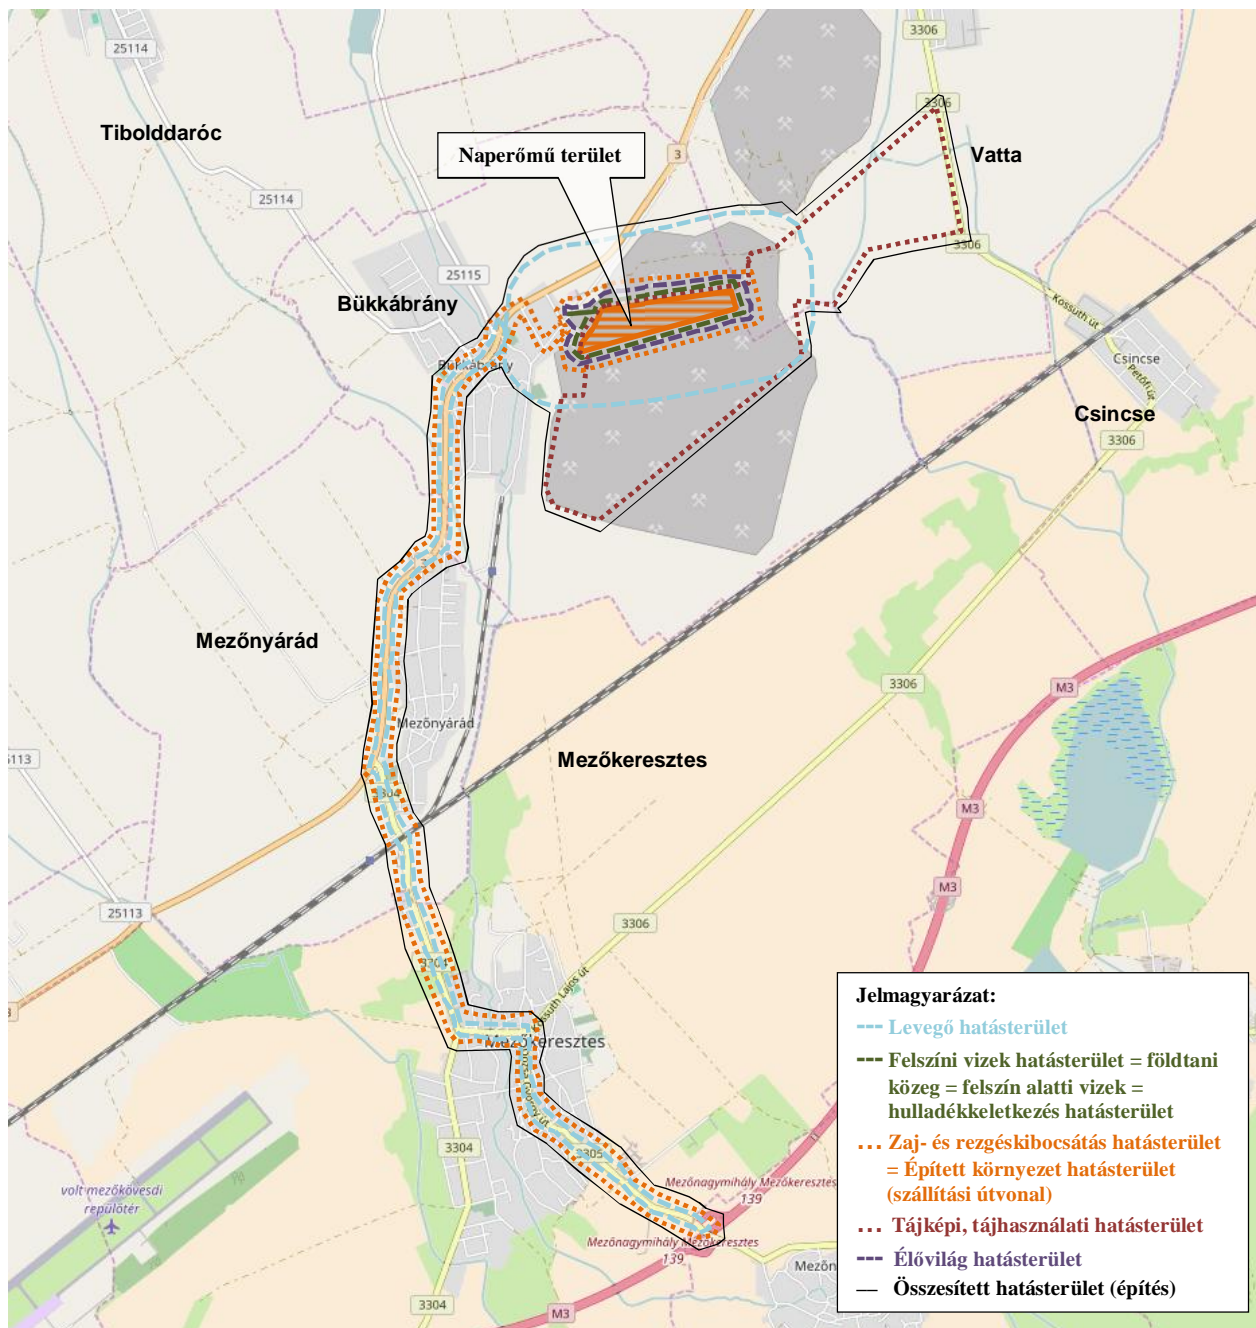 25114
3306
Tibolddaróc
3306
Naperőmű terület
3
Vatta
25114
3306
25115
Bükkábrány
Kossuth út
Csincse
Petőfi út
Bükkábrány
Csincse
3306
Mezőnyárád
3306
M3
Mezőnyárád
Mezőkeresztes
3304
M3
M3
25113
3306
3304
Kossuth Lajos út
Mezőkeresztes
Jelmagyarázat:
--- Levegő hatásterület
--- Felszíni vizek hatásterület = földtani
közeg = felszín alatti vizek =
hulladékkeletkezés hatásterület
... Zaj- és rezgéskibocsátás hatásterület
= Épített környezet hatásterület
(szállítási útvonal)
... Tájképi, tájhasználati hatásterület
--- Élővilág hatásterület
— Összesített hatásterület (építés)
3304
3305
volt mezőkövesdi
repülőtér
Mezőnagymihály Mezőkeresztes
139
Mezőnagymihály Mezőkeresztes
139
3304
M3